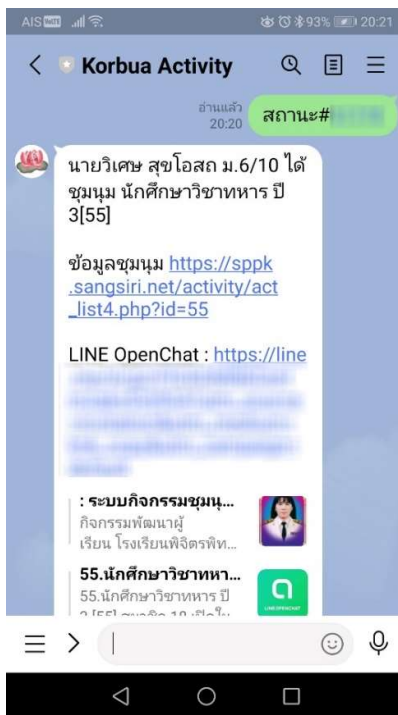 AIS 93% 20:21
Korbua Activity
อ่านแล้ว
20:20
สถานะ#
นายวิเศษ สุขโอสถ ม.6/10 ได้
ชุมนุม นักศึกษาวิชาทหาร ปี
3[55]
ข้อมูลชุมนุม https://sppk
.sangsiri.net/activity/act
_list4.php?id=55
LINE OpenChat : https://line
: ระบบกิจกรรมชุมนุ...
กิจกรรมพัฒนาผู้
เรียน โรงเรียนพิจิตรพิท...
55.นักศึกษาวิชาทหา...
55.นักศึกษาวิชาทหาร ปี
LINE OPENCHAT